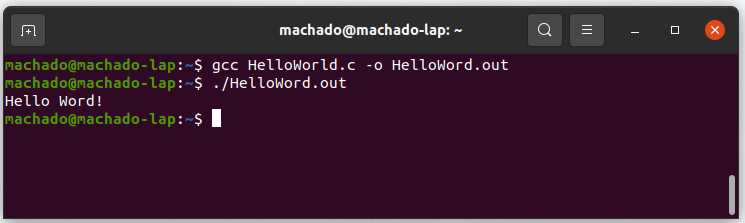 machado@machado-lap: ~
machado@machado-lap:~$ gcc HelloWorld.c -o HelloWord.out
machado@machado-lap:~$ ./HelloWord.out
Hello Word!
machado@machado-lap:~$